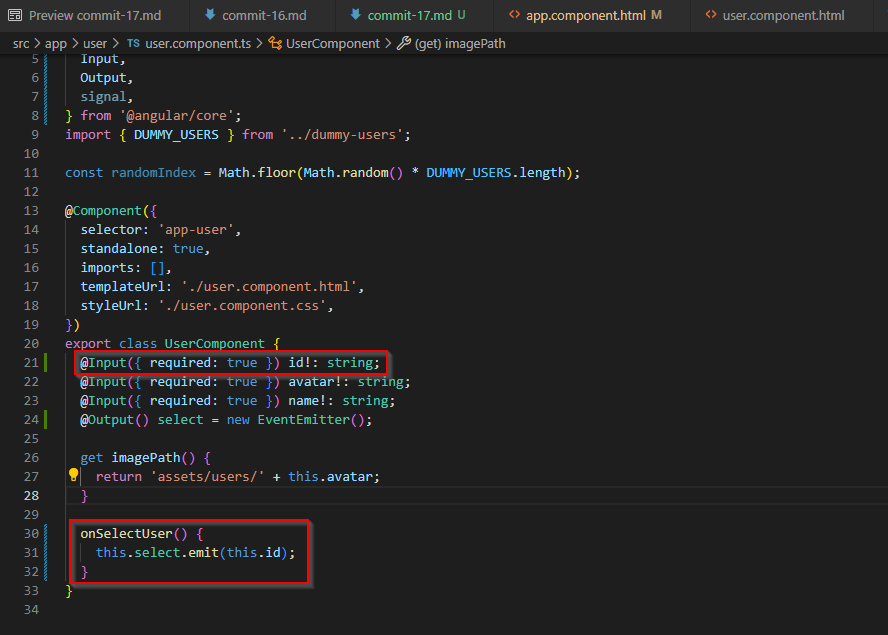 Preview commit-17.md commit-16.md commit-17.md U app.component.html M user.component.html
src > app > user > TS user.component.ts > UserComponent > (get) imagePath
5 Input,
6 Output,
7 signal,
8 } from '@angular/core';
9 import { DUMMY_USERS } from '../dummy-users';
10
11 const randomIndex = Math.floor(Math.random() * DUMMY_USERS.length);
12
13 @Component({
14 selector: 'app-user',
15 standalone: true,
16 imports: [],
17 templateUrl: './user.component.html',
18 styleUrl: './user.component.css',
19 })
20 export class UserComponent {
21 @Input({ required: true }) id!: string;
22 @Input({ required: true }) avatar!: string;
23 @Input({ required: true }) name!: string;
24 @Output() select = new EventEmitter();
25
26 get imagePath() {
27 return 'assets/users/' + this.avatar;
28 }
29
30 onSelectUser() {
31 this.select.emit(this.id);
32 }
33 }
34